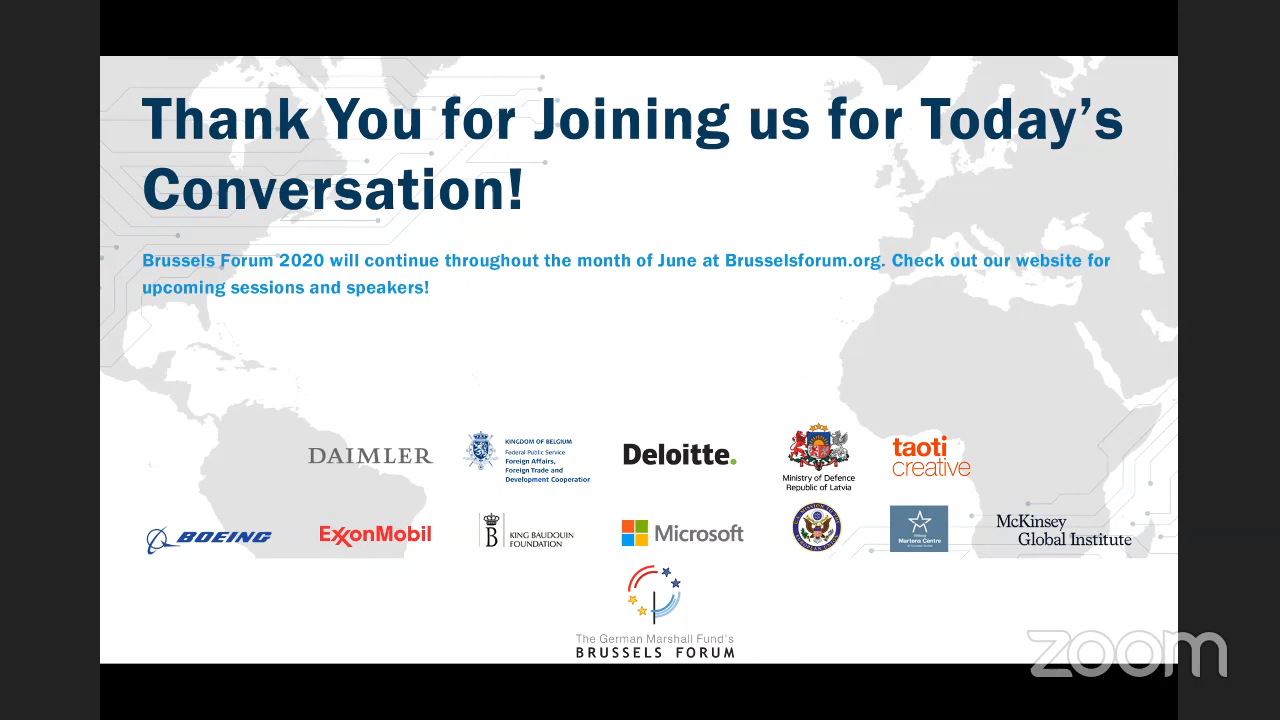 Thank You for Joining us for Today's
Conversation!
Brussels Forum 2020 will continue throughout the month of June at Brusselsforum.org. Check out our website for
upcoming sessions and speakers!
DAIMLER
KINGDOM OF BELGIUM
Federal Public Service
Foreign Affairs,
Foreign Trade and
Development Cooperation
Deloitte.
Ministry of Defence
Republic of Latvia
taoti
creative
BOEING
ExxonMobil
B
KING BAUDOUIN
FOUNDATION
Microsoft
Martens Centre
McKinsey
Global Institute
The German Marshall Fund's
BRUSSELS FORUM
zoom